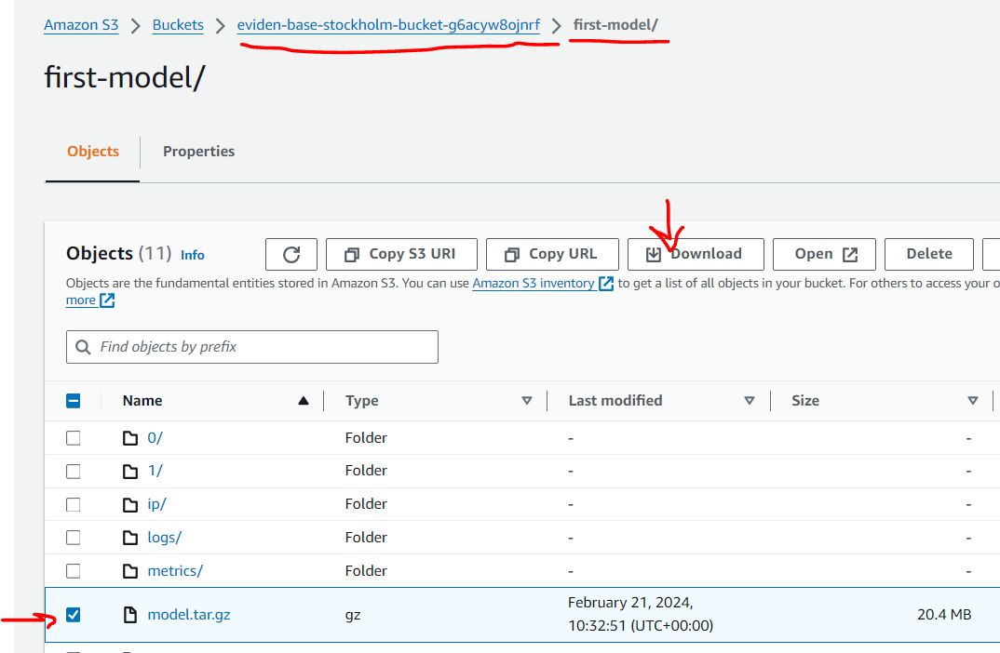 Amazon S3 > Buckets > eviden-base-stockholm-bucket-g6acyw8ojnrf > first-model/
first-model/
Objects Properties
Objects (11) Info Copy S3 URI Copy URL Download Open Delete
Objects are the fundamental entities stored in Amazon S3. You can use Amazon S3 inventory to get a list of all objects in your bucket. For others to access your
more
Find objects by prefix
Name Type Last modified Size
0/ Folder - -
1/ Folder - -
ip/ Folder - -
logs/ Folder - -
metrics/ Folder - -
model.tar.gz gz February 21, 2024, 10:32:51 (UTC+00:00) 20.4 MB